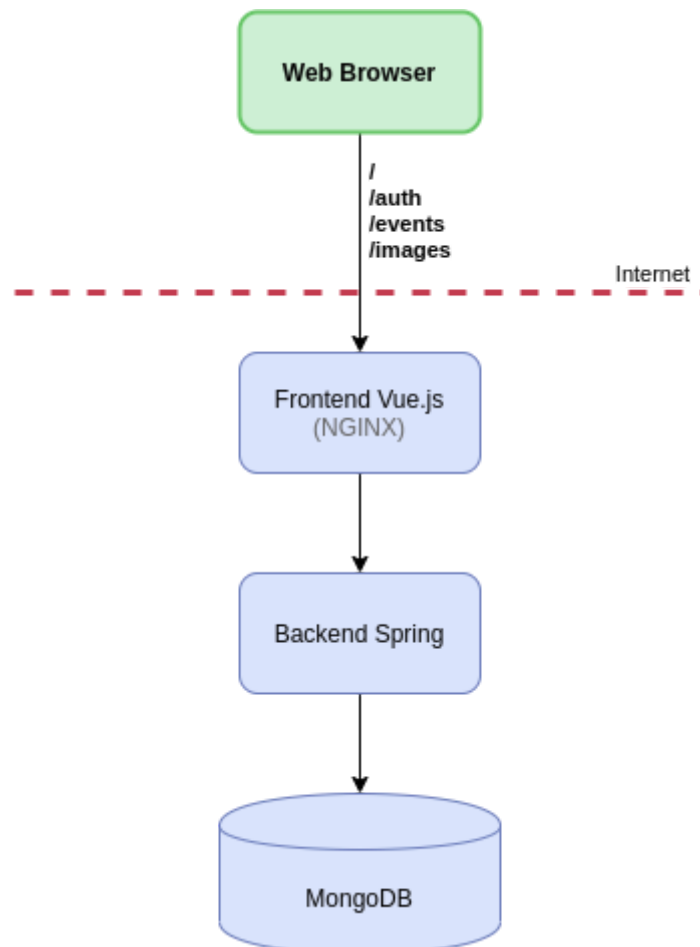 Web Browser
/
/auth
/events
/images
Internet
Frontend Vue.js
(NGINX)
Backend Spring
MongoDB